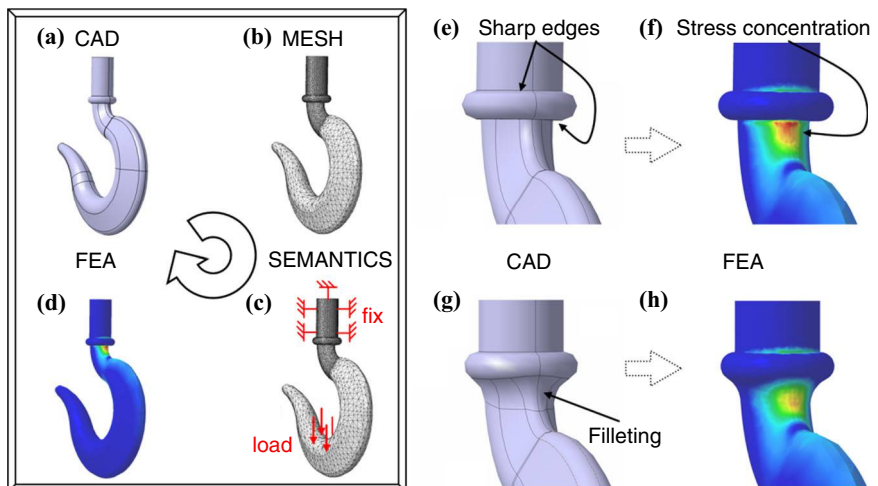 (a) CAD
(b) MESH
FEA
SEMANTICS
(d)
(c)
fix
load
(e) Sharp edges
(f) Stress concentration
CAD
FEA
(g)
(h)
Filleting